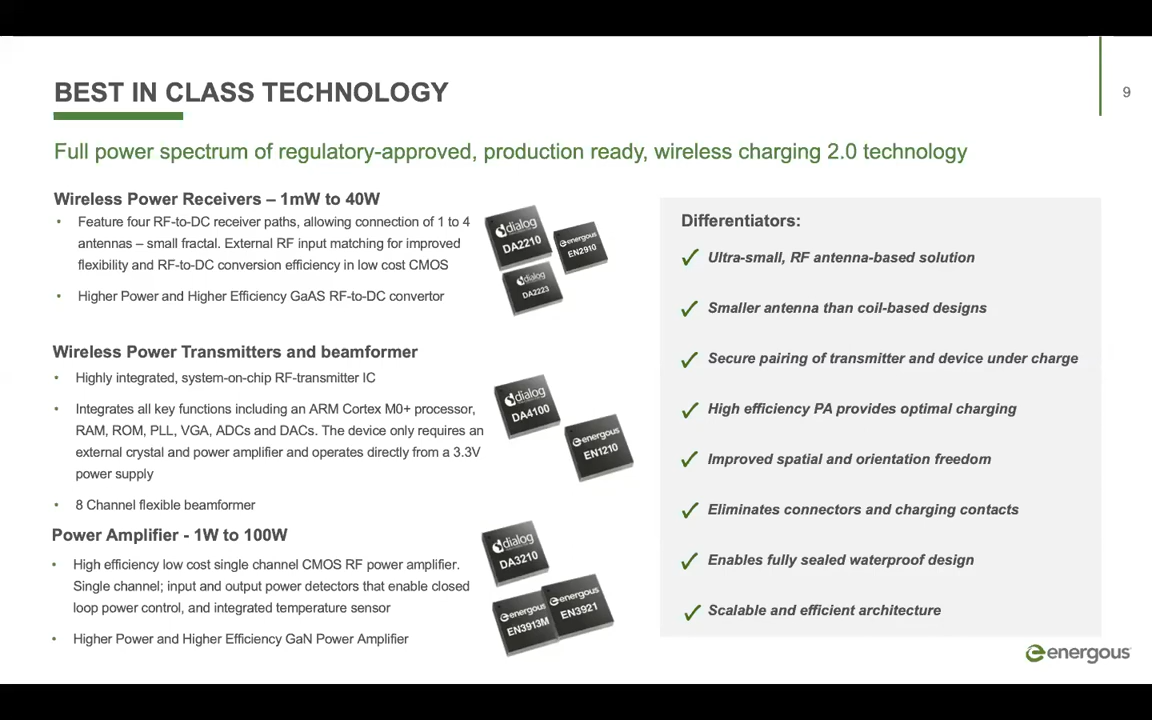 BEST IN CLASS TECHNOLOGY
9
Full power spectrum of regulatory-approved, production ready, wireless charging 2.0 technology
Wireless Power Receivers – 1mW to 40W
• Feature four RF-to-DC receiver paths, allowing connection of 1 to 4
antennas – small fractal. External RF input matching for improved
flexibility and RF-to-DC conversion efficiency in low cost CMOS
• Higher Power and Higher Efficiency GaAS RF-to-DC convertor
dialog
DA2210
energous
EN2910
dialog
DA2223
Wireless Power Transmitters and beamformer
• Highly integrated, system-on-chip RF-transmitter IC
• Integrates all key functions including an ARM Cortex M0+ processor,
RAM, ROM, PLL, VGA, ADCs and DACs. The device only requires an
external crystal and power amplifier and operates directly from a 3.3V
power supply
• 8 Channel flexible beamformer
dialog
DA4100
energous
EN1210
Power Amplifier - 1W to 100W
• High efficiency low cost single channel CMOS RF power amplifier.
Single channel; input and output power detectors that enable closed
loop power control, and integrated temperature sensor
• Higher Power and Higher Efficiency GaN Power Amplifier
dialog
DA3210
energous
EN3913M
energous
EN3921
Differentiators:
✓ Ultra-small, RF antenna-based solution
✓ Smaller antenna than coil-based designs
✓ Secure pairing of transmitter and device under charge
✓ High efficiency PA provides optimal charging
✓ Improved spatial and orientation freedom
✓ Eliminates connectors and charging contacts
✓ Enables fully sealed waterproof design
✓ Scalable and efficient architecture
energous